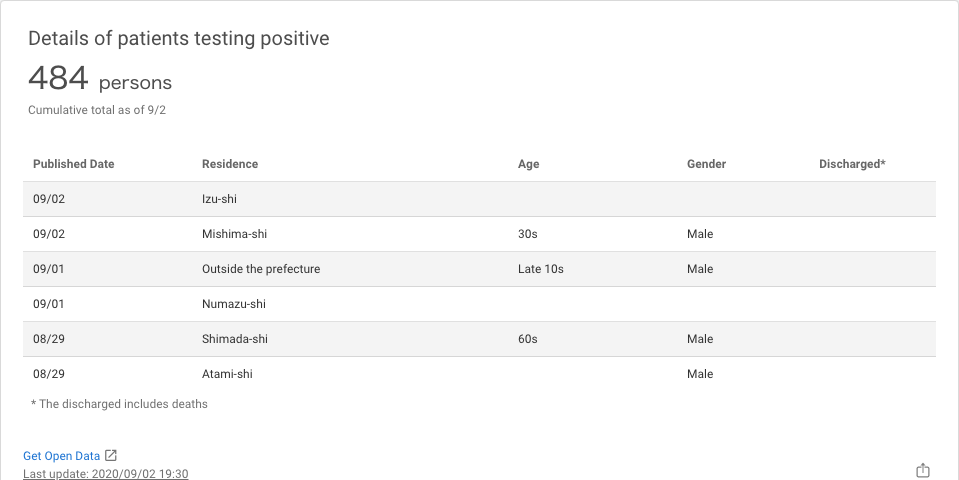 Details of patients testing positive
484 persons
Cumulative total as of 9/2
Published Date Residence Age Gender Discharged*
09/02 Izu-shi
09/02 Mishima-shi 30s Male
09/01 Outside the prefecture Late 10s Male
09/01 Numazu-shi
08/29 Shimada-shi 60s Male
08/29 Atami-shi Male
* The discharged includes deaths
Get Open Data
Last update: 2020/09/02 19:30